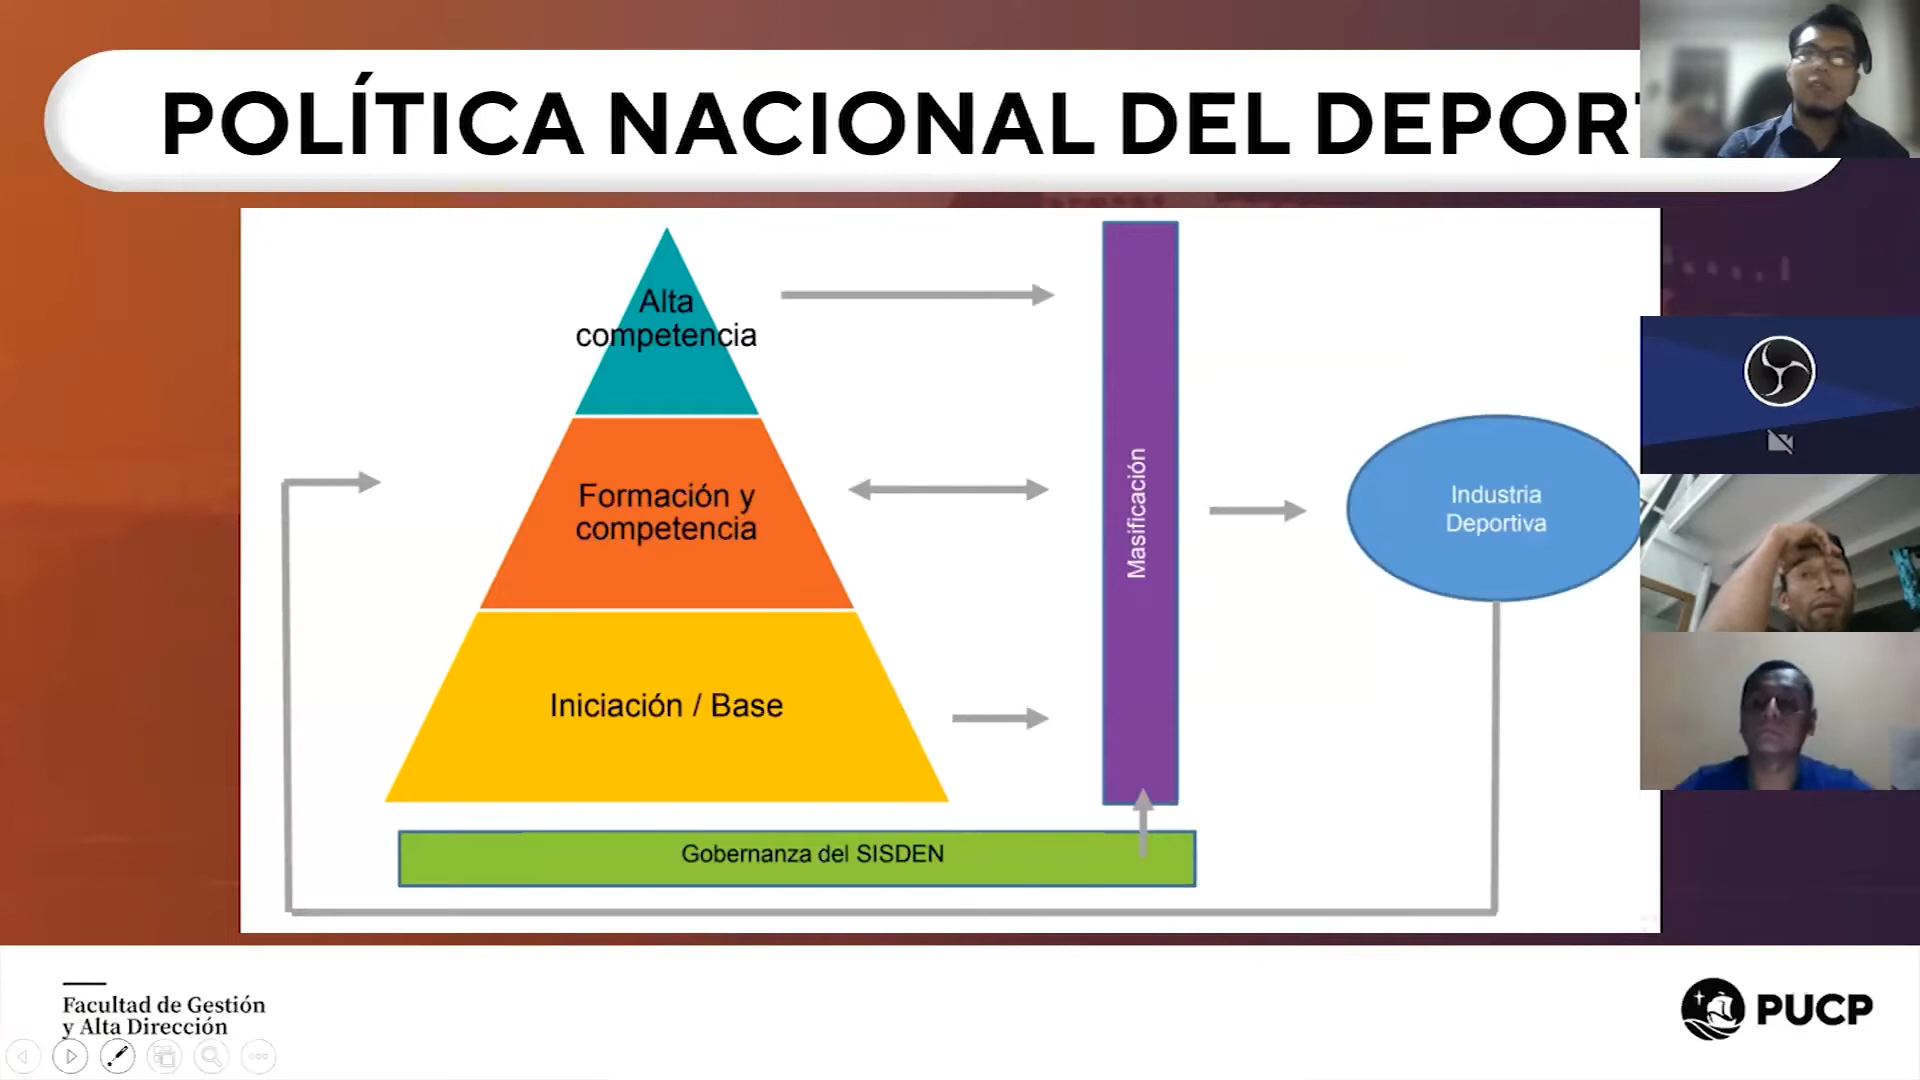 POLÍTICA NACIONAL DEL DEPOR
Alta
competencia
Formación y
competencia
Iniciación / Base
Masificación
Industria
Deportiva
Gobernanza del SISDEN
Facultad de Gestión
y Alta Dirección
PUCP